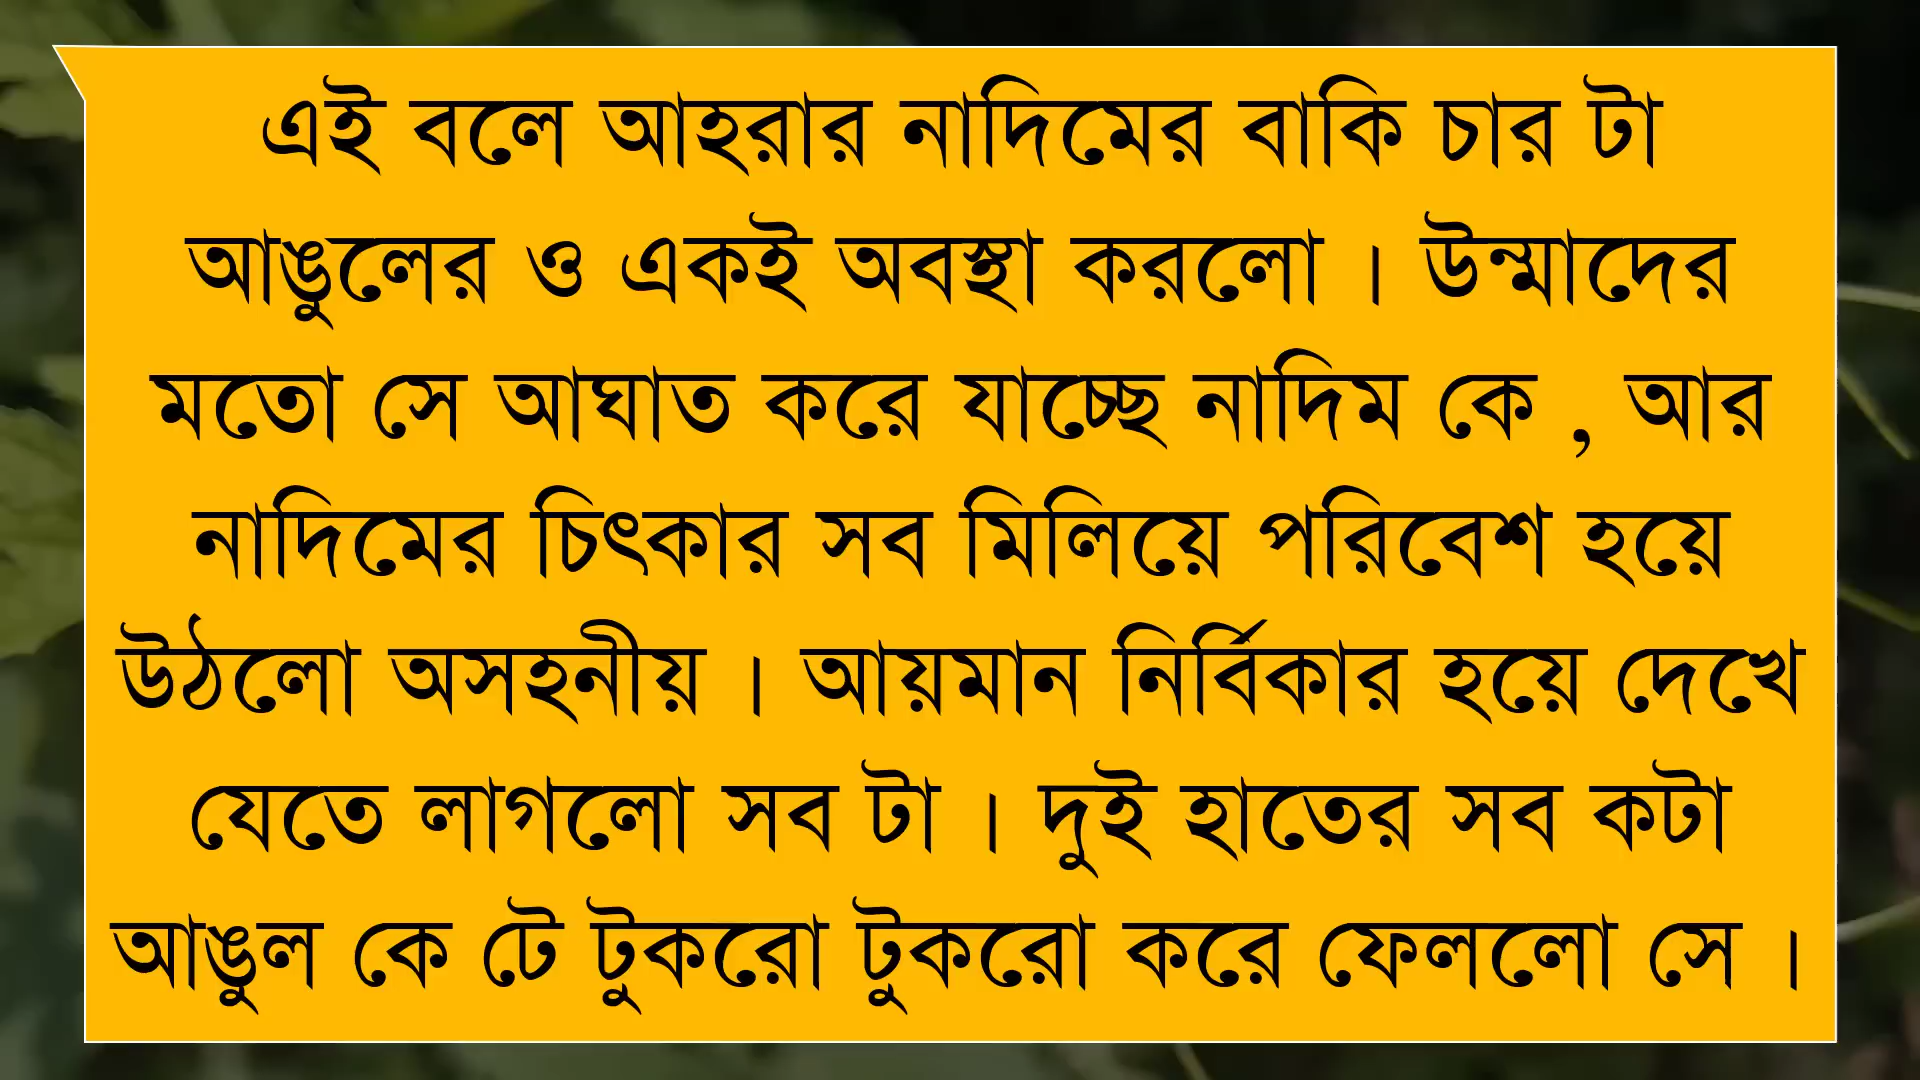 এই বলে আহরার নাদিমের বাকি চার টা
আঙুলের ও একই অবস্থা করলো । উন্মাদের
মতো সে আঘাত করে যাচ্ছে নাদিম কে , আর
নাদিমের চিৎকার সব মিলিয়ে পরিবেশ হয়ে
উঠলো অসহনীয় । আয়মান নির্বিকার হয়ে দেখে
যেতে লাগলো সব টা । দুই হাতের সব কটা
আঙুল কে টে টুকরো টুকরো করে ফেললো সে ।